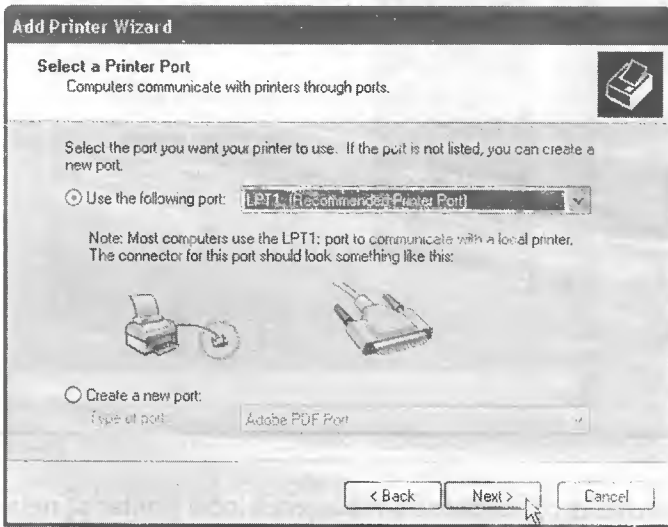 Add Printer Wizard
Select a Printer Port
Computers communicate with printers through ports.
Select the port you want your printer to use. If the port is not listed, you can create a
new port.
Use the following port: LPT1: (Recommended Printer Port)
Note: Most computers use the LPT1: port to communicate with a local printer.
The connector for this port should look something like this:
Create a new port:
Type of port: Adobe PDF Port
< Back Next > Cancel